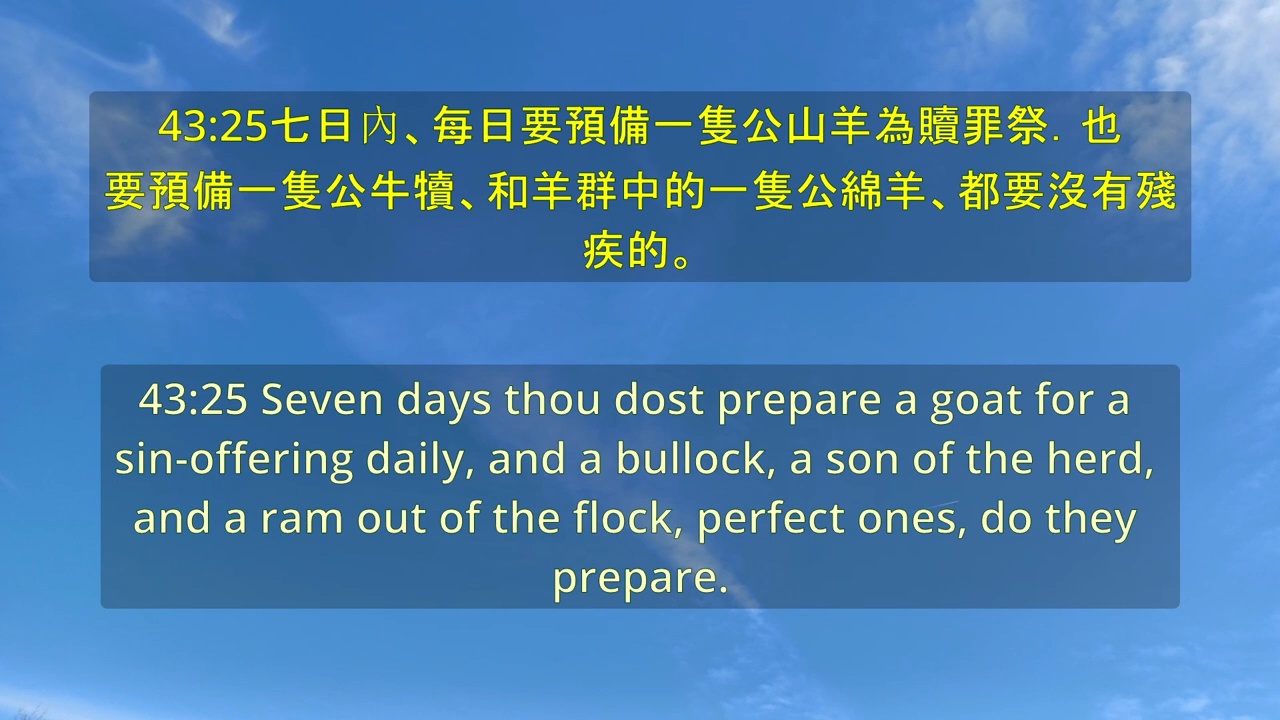 43:25七日內、每日要預備一隻公山羊為贖罪祭．也
要預備一隻公牛犢、和羊群中的一隻公綿羊、都要沒有殘
疾的。
43:25 Seven days thou dost prepare a goat for a
sin-offering daily, and a bullock, a son of the herd,
and a ram out of the flock, perfect ones, do they
prepare.